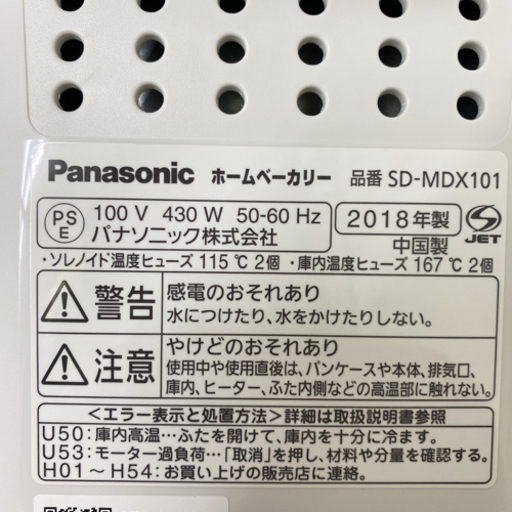 Panasonic ホームベーカリー 品番 SD-MDX101
PSE 100 V 430 W 50-60 Hz 2018年製 S JET
パナソニック株式会社 中国製
・ソレノイド温度ヒューズ 115℃ 2個 ・庫内温度ヒューズ 167℃ 2個
警告 感電のおそれあり
水につけたり、水をかけたりしない。
注意 やけどのおそれあり
使用中や使用直後は、パンケースや本体、排気口、
庫内、ヒーター、ふた内側などの高温部に触れない。
<エラー表示と処置方法>詳細は取扱説明書参照
U50:庫内高温…ふたを開けて、庫内を十分に冷ます。
U53:モーター過負荷…「取消」を押し、材料や分量を確認する。
H01〜H54:お買い上げの販売店に連絡。